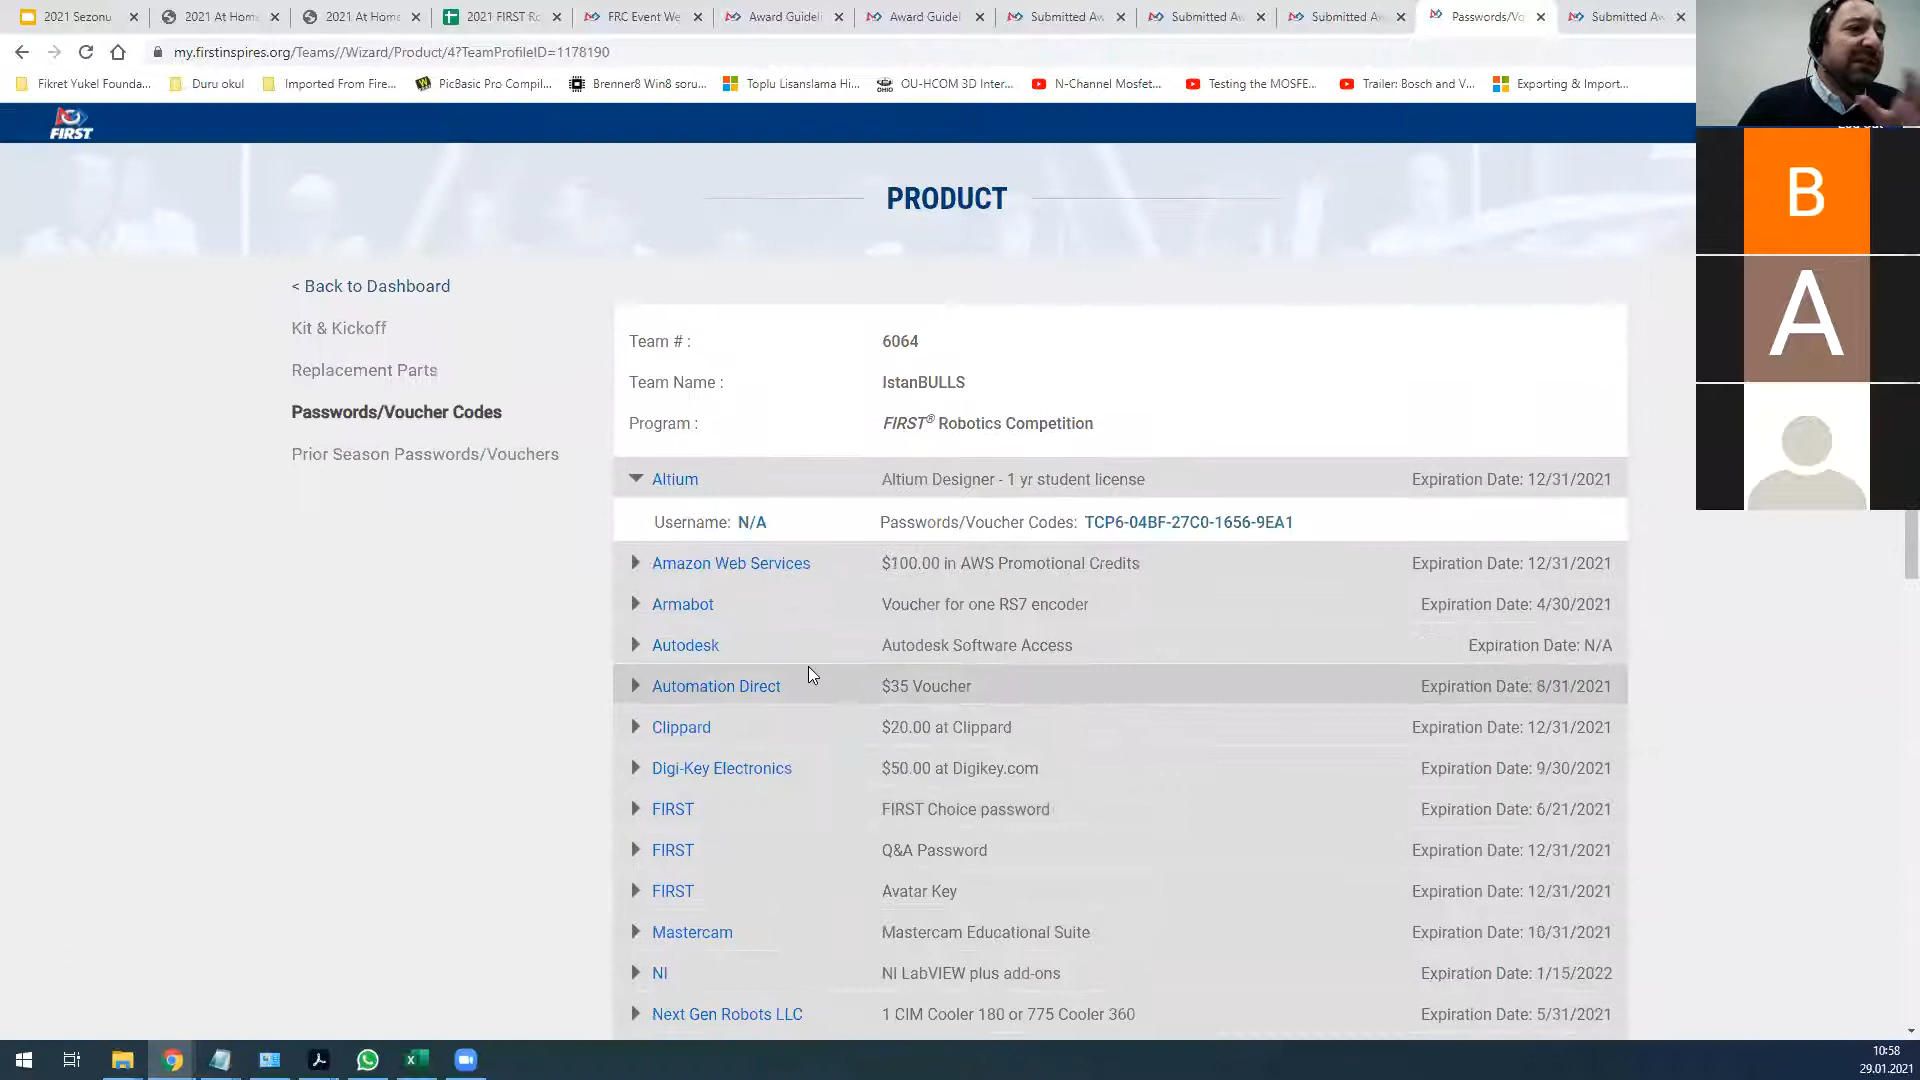 2021 Sezonu
2021 At Hom
2021 At Hom
2021 FIRST Ro
FRC Event We
Award Guideli
Award Guidel
Submitted Aw
Submitted Aw
Submitted Aw
Passwords/Vo
Submitted Aw
my.firstinspires.org/Teams//Wizard/Product/4?TeamProfileID=1178190
Fikret Yukel Founda...
Duru okul
Imported From Fire...
PicBasic Pro Compil...
Brenner8 Win8 soru...
Toplu Lisanslama Hi...
OU-HCOM 3D Inter...
N-Channel Mosfet...
Testing the MOSFE...
Trailer: Bosch and V...
Exporting & Import...
FIRST
PRODUCT
< Back to Dashboard
Kit & Kickoff
Replacement Parts
Passwords/Voucher Codes
Prior Season Passwords/Vouchers
Team # : 6064
Team Name : IstanBULLS
Program : FIRST® Robotics Competition
Altium Altium Designer - 1 yr student license Expiration Date: 12/31/2021
Username: N/A Passwords/Voucher Codes: TCP6-04BF-27C0-1656-9EA1
Amazon Web Services $100.00 in AWS Promotional Credits Expiration Date: 12/31/2021
Armabot Voucher for one RS7 encoder Expiration Date: 4/30/2021
Autodesk Autodesk Software Access Expiration Date: N/A
Automation Direct $35 Voucher Expiration Date: 8/31/2021
Clippard $20.00 at Clippard Expiration Date: 12/31/2021
Digi-Key Electronics $50.00 at Digikey.com Expiration Date: 9/30/2021
FIRST FIRST Choice password Expiration Date: 6/21/2021
FIRST Q&A Password Expiration Date: 12/31/2021
FIRST Avatar Key Expiration Date: 12/31/2021
Mastercam Mastercam Educational Suite Expiration Date: 10/31/2021
NI NI LabVIEW plus add-ons Expiration Date: 1/15/2022
Next Gen Robots LLC 1 CIM Cooler 180 or 775 Cooler 360 Expiration Date: 5/31/2021
B
A
10:58
29.01.2021